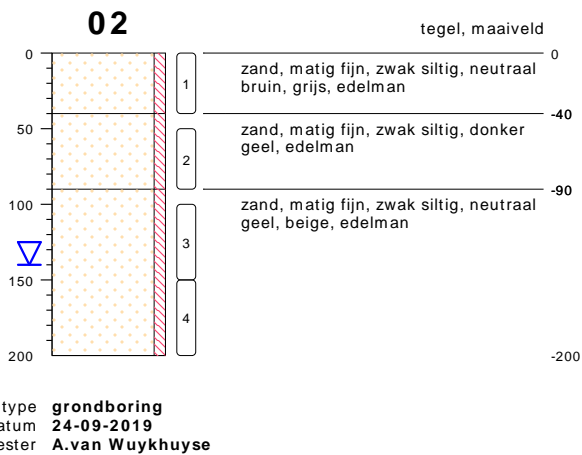 02
tegel, maaiveld
0
0
zand, matig fijn, zwak siltig, neutraal
bruin, grijs, edelman
1
-40
50
zand, matig fijn, zwak siltig, donker
geel, edelman
2
-90
100
zand, matig fijn, zwak siltig, neutraal
geel, beige, edelman
3
150
4
200
-200
type grondboring
atum 24-09-2019
ester A.van Wuykhuyse